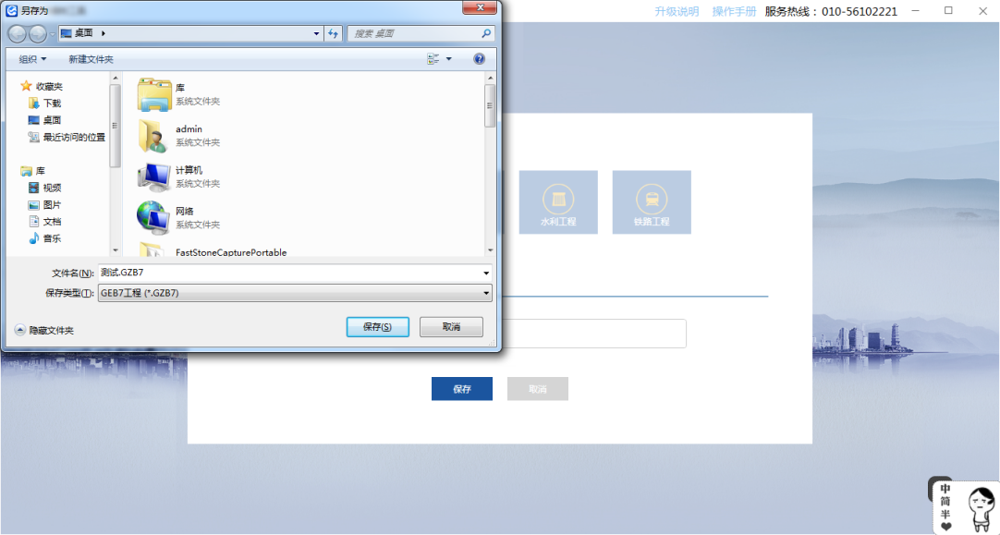 另存为
升级说明 操作手册 服务热线：010-56102221
桌面
搜索 桌面
组织 新建文件夹
收藏夹
下载
桌面
最近访问的位置
库
视频
图片
文档
音乐
库
系统文件夹
admin
系统文件夹
计算机
系统文件夹
网络
系统文件夹
FastStoneCapturePortable
文件名(N): 测试.GZB7
保存类型(T): GEB7工程 (*.GZB7)
隐藏文件夹
保存(S) 取消
水利工程 铁路工程
保存 取消
中
简
半